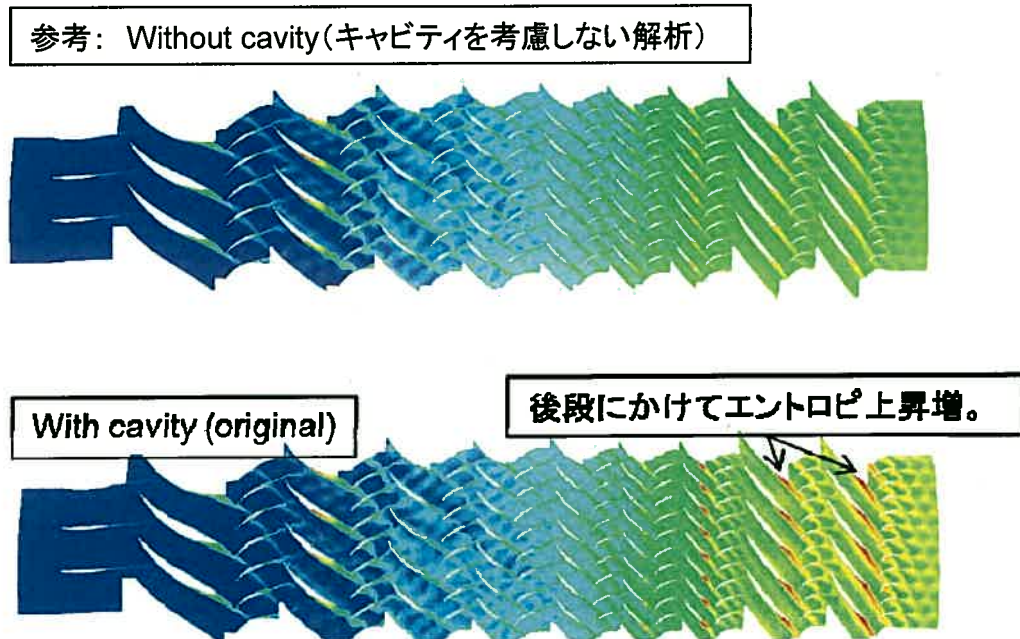 参考: Without cavity(キャビティを考慮しない解析)
With cavity (original)
後段にかけてエントロピ上昇増。